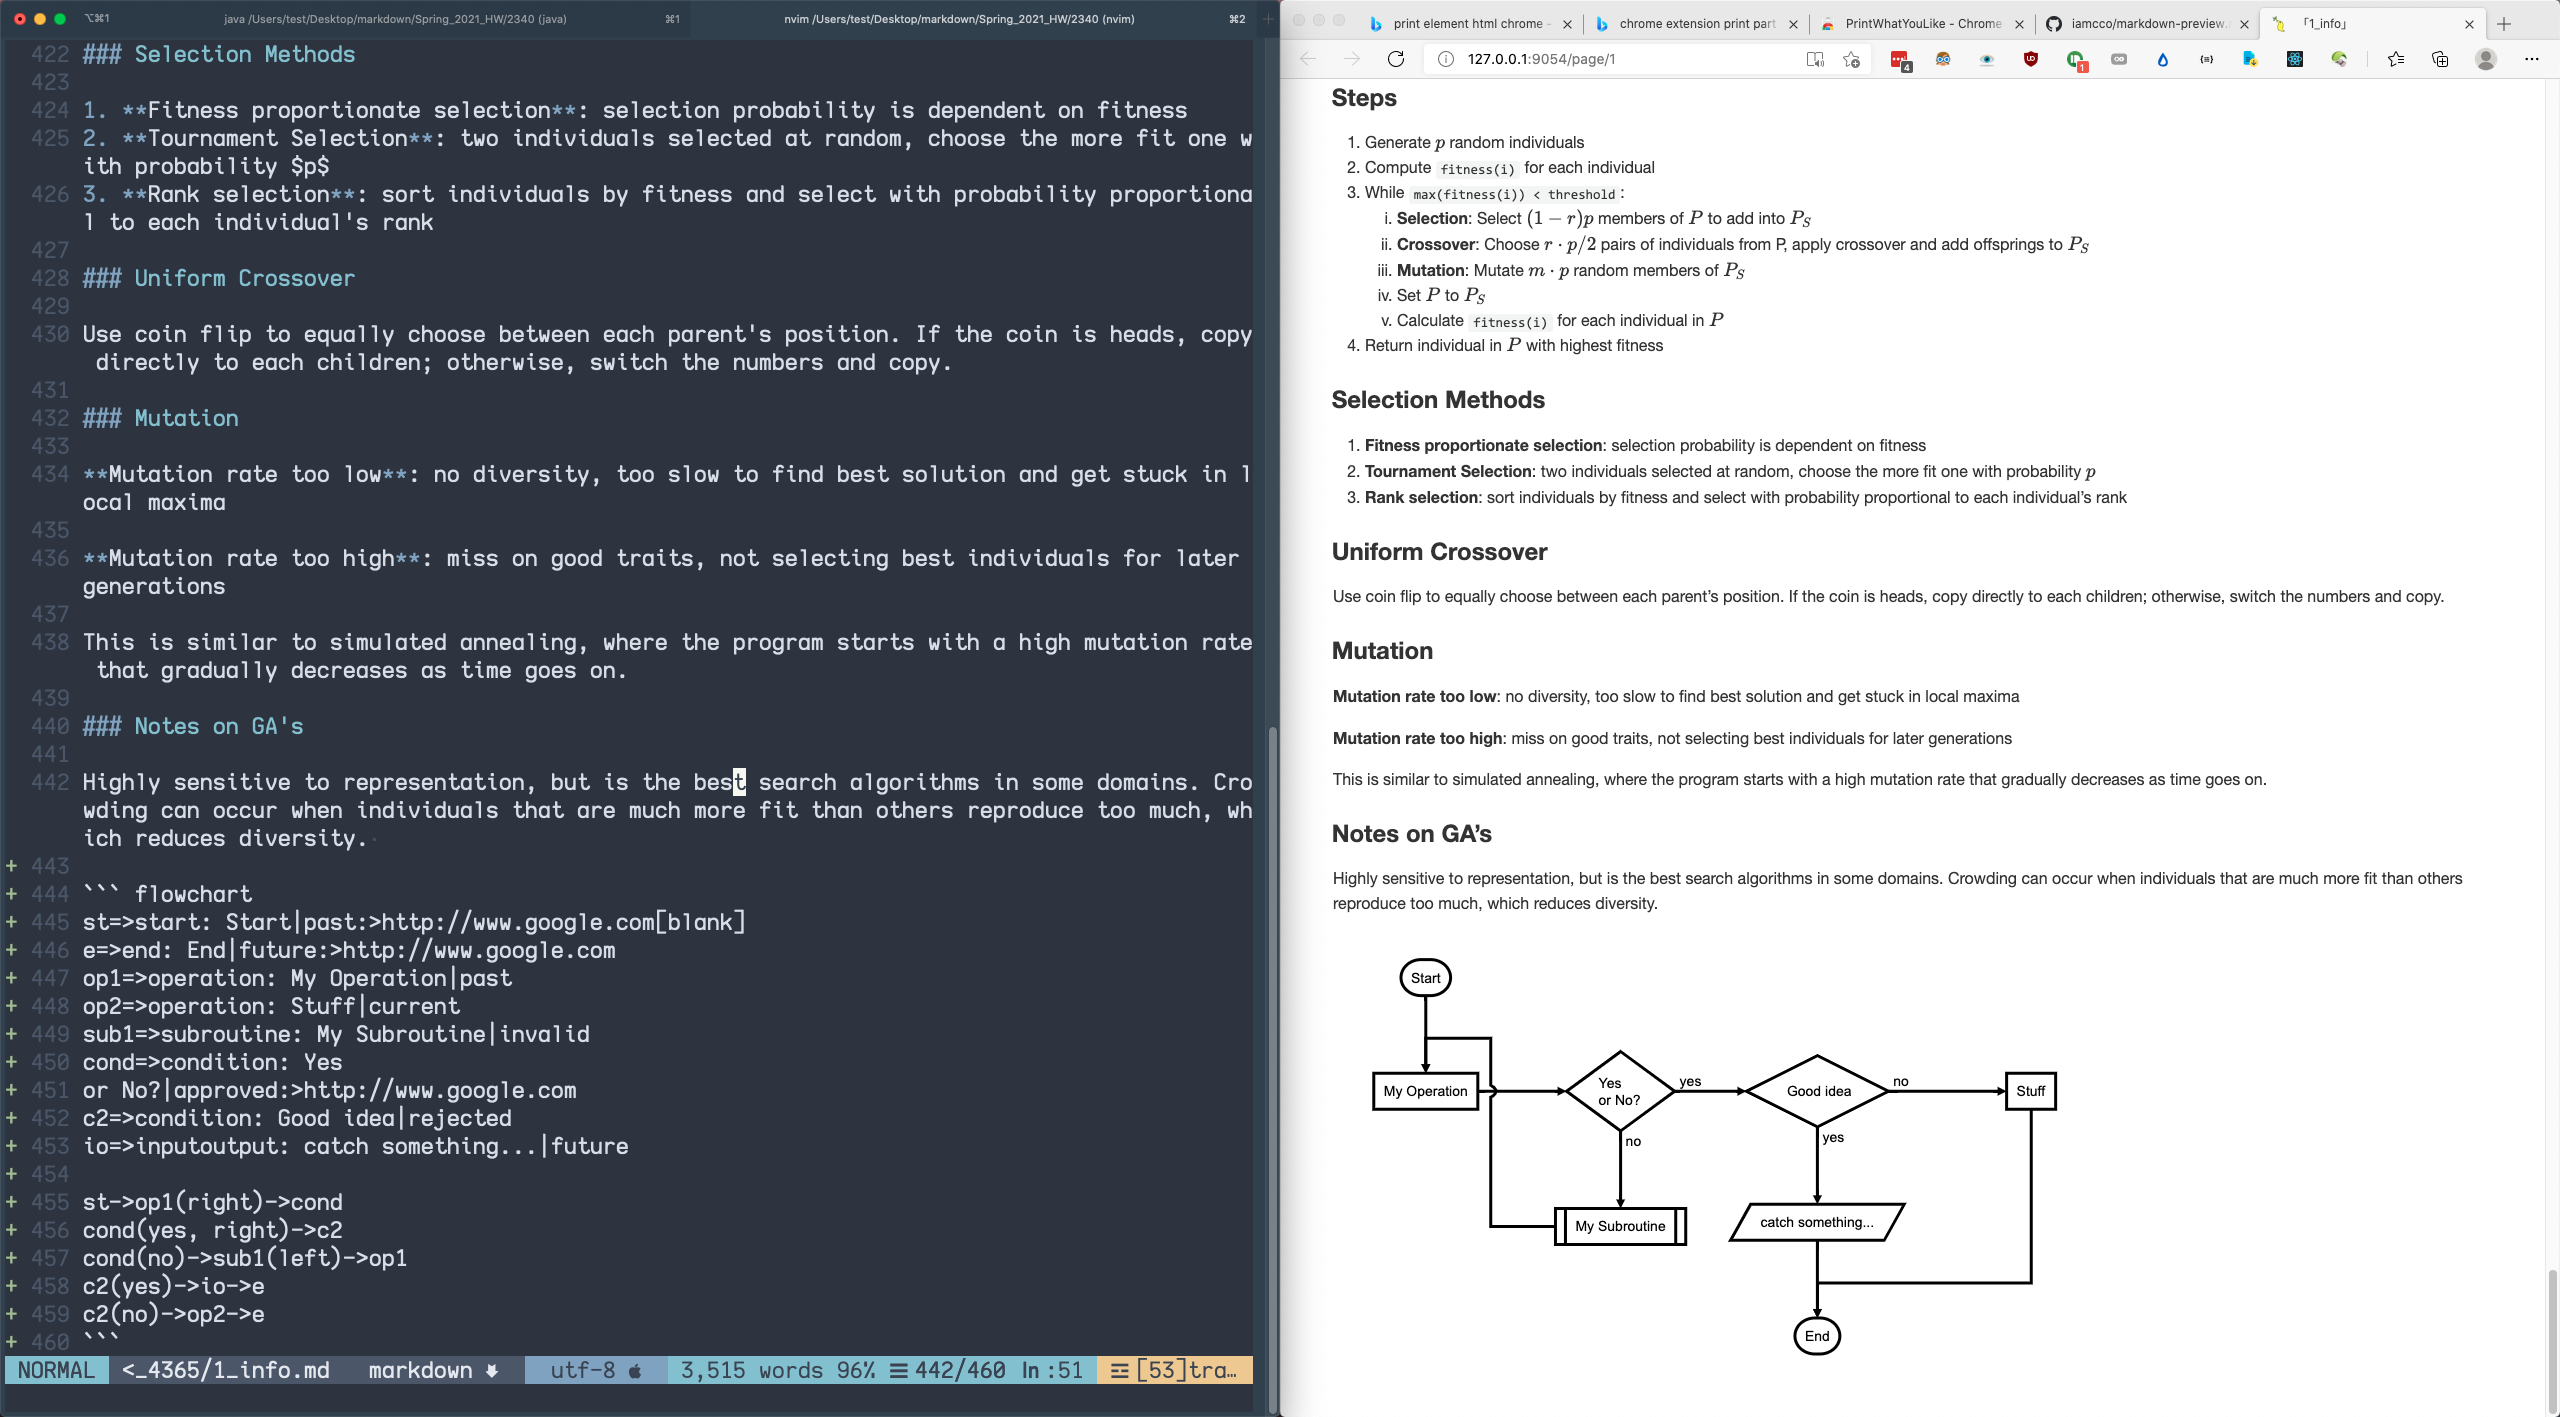 ⌥⌘1
java /Users/test/Desktop/markdown/Spring_2021_HW/2340 (java)
⌘1
nvim /Users/test/Desktop/markdown/Spring_2021_HW/2340 (nvim)
⌘2
422 ### Selection Methods
423
424 1. **Fitness proportionate selection**: selection probability is dependent on fitness
425 2. **Tournament Selection**: two individuals selected at random, choose the more fit one w
ith probability $p$
426 3. **Rank selection**: sort individuals by fitness and select with probability proportiona
l to each individual's rank
427
428 ### Uniform Crossover
429
430 Use coin flip to equally choose between each parent's position. If the coin is heads, copy
directly to each children; otherwise, switch the numbers and copy.
431
432 ### Mutation
433
434 **Mutation rate too low**: no diversity, too slow to find best solution and get stuck in l
ocal maxima
435
436 **Mutation rate too high**: miss on good traits, not selecting best individuals for later
generations
437
438 This is similar to simulated annealing, where the program starts with a high mutation rate
that gradually decreases as time goes on.
439
440 ### Notes on GA's
441
442 Highly sensitive to representation, but is the best search algorithms in some domains. Cro
wding can occur when individuals that are much more fit than others reproduce too much, wh
ich reduces diversity.
+ 443
+ 444 ``` flowchart
+ 445 st=>start: Start|past:>http://www.google.com[blank]
+ 446 e=>end: End|future:>http://www.google.com
+ 447 op1=>operation: My Operation|past
+ 448 op2=>operation: Stuff|current
+ 449 sub1=>subroutine: My Subroutine|invalid
+ 450 cond=>condition: Yes
+ 451 or No?|approved:>http://www.google.com
+ 452 c2=>condition: Good idea|rejected
+ 453 io=>inputoutput: catch something...|future
+ 454
+ 455 st->op1(right)->cond
+ 456 cond(yes, right)->c2
+ 457 cond(no)->sub1(left)->op1
+ 458 c2(yes)->io->e
+ 459 c2(no)->op2->e
+ 460 ```
NORMAL <_4365/1_info.md markdown utf-8 3,515 words 96% ☰ 442/460 ln :51 ☲ [53]tra…
print element html chrome -
chrome extension print part
PrintWhatYouLike - Chrome
iamcco/markdown-preview.
「1_info」
127.0.0.1:9054/page/1
4
1
Steps
1. Generate p random individuals
2. Compute fitness(i) for each individual
3. While max(fitness(i)) < threshold :
i. Selection: Select (1 − r)p members of P to add into P_S
ii. Crossover: Choose r · p/2 pairs of individuals from P, apply crossover and add offsprings to P_S
iii. Mutation: Mutate m · p random members of P_S
iv. Set P to P_S
v. Calculate fitness(i) for each individual in P
4. Return individual in P with highest fitness
Selection Methods
1. Fitness proportionate selection: selection probability is dependent on fitness
2. Tournament Selection: two individuals selected at random, choose the more fit one with probability p
3. Rank selection: sort individuals by fitness and select with probability proportional to each individual’s rank
Uniform Crossover
Use coin flip to equally choose between each parent’s position. If the coin is heads, copy directly to each children; otherwise, switch the numbers and copy.
Mutation
Mutation rate too low: no diversity, too slow to find best solution and get stuck in local maxima
Mutation rate too high: miss on good traits, not selecting best individuals for later generations
This is similar to simulated annealing, where the program starts with a high mutation rate that gradually decreases as time goes on.
Notes on GA’s
Highly sensitive to representation, but is the best search algorithms in some domains. Crowding can occur when individuals that are much more fit than others
reproduce too much, which reduces diversity.
Start
My Operation
Yes
or No?
yes
Good idea
no
Stuff
no
yes
My Subroutine
catch something...
End